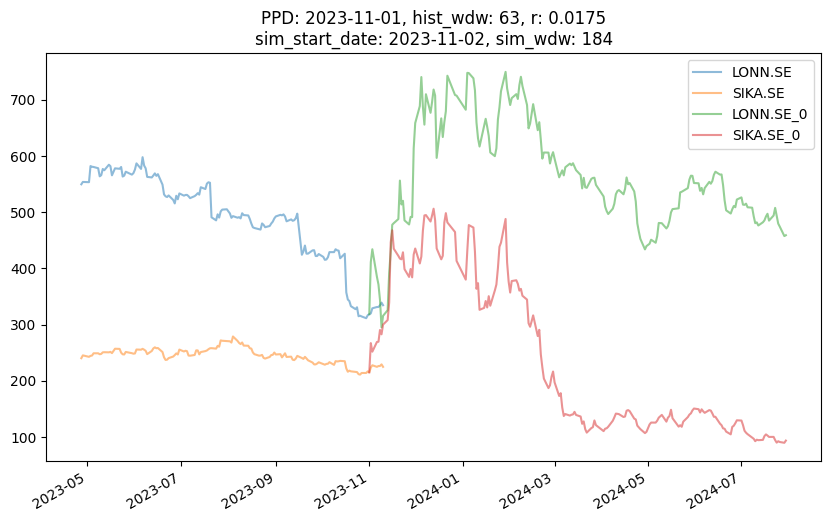 PPD: 2023-11-01, hist_wdw: 63, r: 0.0175
sim_start_date: 2023-11-02, sim_wdw: 184
LONN.SE
SIKA.SE
LONN.SE_0
SIKA.SE_0
700
600
500
400
300
200
100
2023-05
2023-07
2023-09
2023-11
2024-01
2024-03
2024-05
2024-07